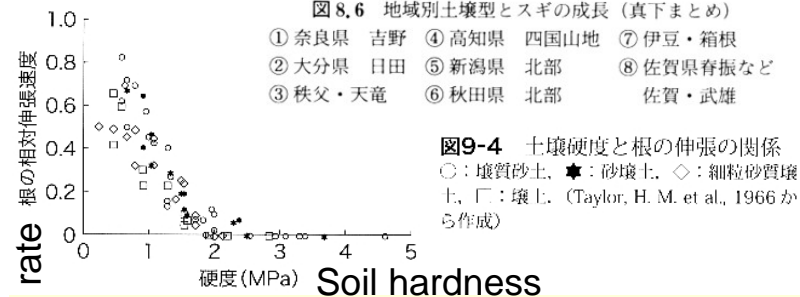 図8.6 地域別土壌型とスギの成長（真下まとめ）
① 奈良県 吉野 ④ 高知県 四国山地 ⑦ 伊豆・箱根
② 大分県 日田 ⑤ 新潟県 北部 ⑧ 佐賀県脊振など
③ 秩父・天竜 ⑥ 秋田県 北部 佐賀・武雄
図9-4 土壌硬度と根の伸張の関係
○：壌質砂土，✱：砂壌土，◇：細粒砂質壌
土，□：壌土．（Taylor, H. M. et al., 1966 か
ら作成）
根の相対伸張速度
rate
1.0
0.8
0.6
0.4
0.2
0
0 1 2 3 4 5
硬度(MPa) Soil hardness